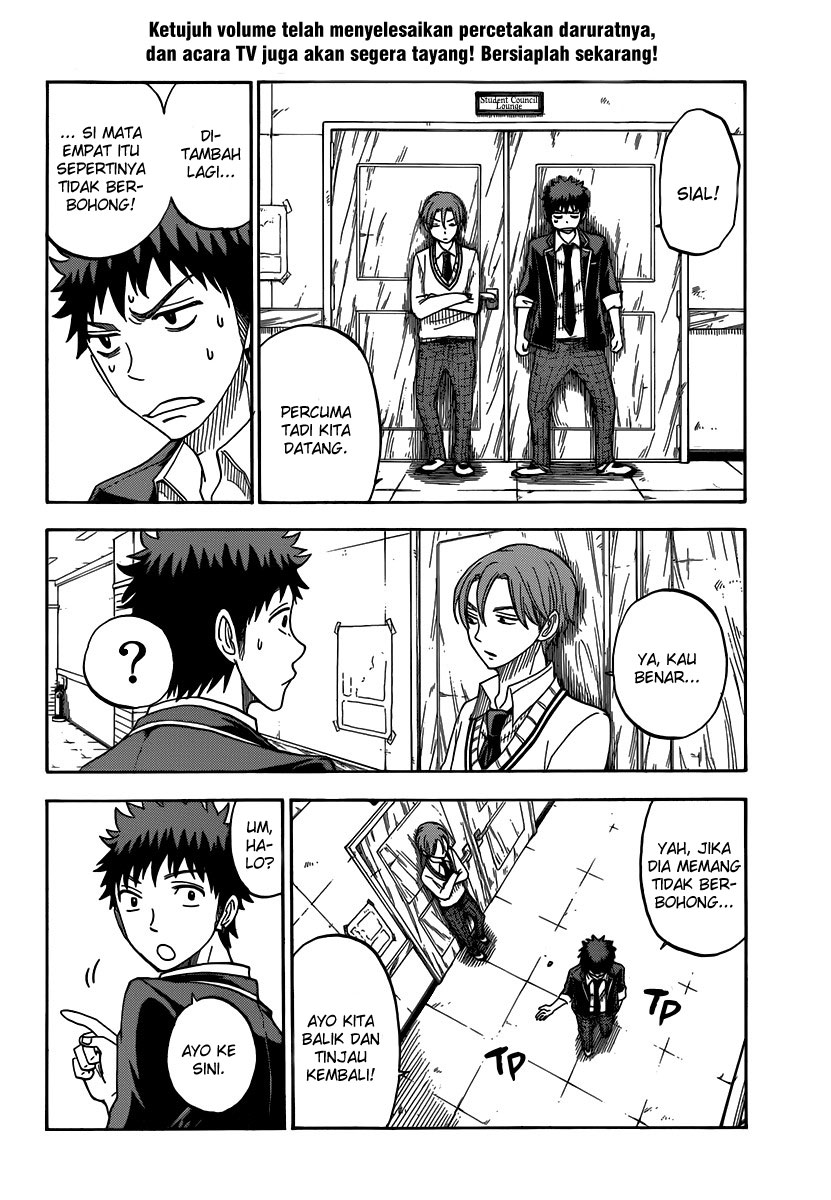 Ketujuh volume telah menyelesaikan percetakan daruratnya,
dan acara TV juga akan segera tayang! Bersiaplah sekarang!
Student Council
Lounge
SIAL!
PERCUMA
TADI KITA
DATANG.
DI-
TAMBAH
LAGI...
... SI MATA
EMPAT ITU
SEPERTINYA
TIDAK BER-
BOHONG!
YA, KAU
BENAR...
?
YAH, JIKA
DIA MEMANG
TIDAK BER-
BOHONG...
TP
TP
AYO KITA
BALIK DAN
TINJAU
KEMBALI!
UM,
HA-
LO?
AYO KE
SINI.